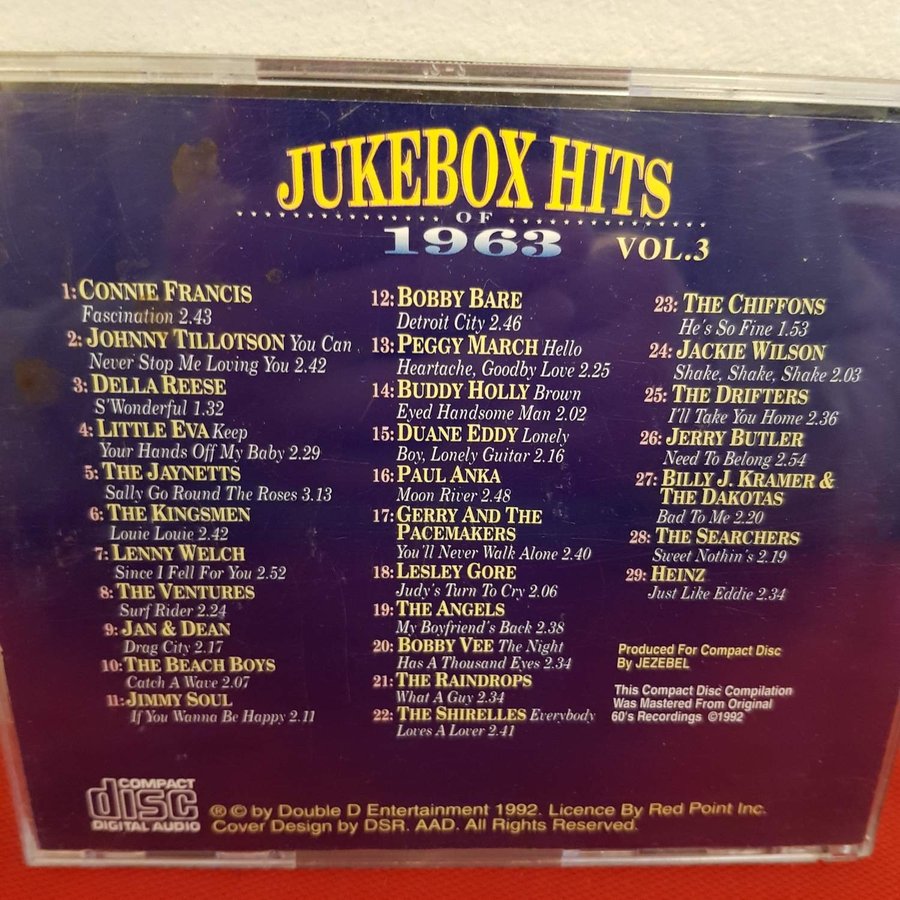 JUKEBOX HITS
OF
1963 VOL.3
1: CONNIE FRANCIS
Fascination 2.43
2: JOHNNY TILLOTSON You Can
Never Stop Me Loving You 2.42
3: DELLA REESE
S'Wonderful 1.32
4: LITTLE EVA Keep
Your Hands Off My Baby 2.29
5: THE JAYNETTS
Sally Go Round The Roses 3.13
6: THE KINGSMEN
Louie Louie 2.42
7: LENNY WELCH
Since I Fell For You 2.52
8: THE VENTURES
Surf Rider 2.24
9: JAN & DEAN
Drag City 2.17
10: THE BEACH BOYS
Catch A Wave 2.07
11: JIMMY SOUL
If You Wanna Be Happy 2.11
12: BOBBY BARE
Detroit City 2.46
13: PEGGY MARCH Hello
Heartache, Goodby Love 2.25
14: BUDDY HOLLY Brown
Eyed Handsome Man 2.02
15: DUANE EDDY Lonely
Boy, Lonely Guitar 2.16
16: PAUL ANKA
Moon River 2.48
17: GERRY AND THE
PACEMAKERS
You'll Never Walk Alone 2.40
18: LESLEY GORE
Judy's Turn To Cry 2.06
19: THE ANGELS
My Boyfriend's Back 2.38
20: BOBBY VEE The Night
Has A Thousand Eyes 2.34
21: THE RAINDROPS
What A Guy 2.34
22: THE SHIRELLES Everybody
Loves A Lover 2.41
23: THE CHIFFONS
He's So Fine 1.53
24: JACKIE WILSON
Shake, Shake, Shake 2.03
25: THE DRIFTERS
I'll Take You Home 2.36
26: JERRY BUTLER
Need To Belong 2.54
27: BILLY J. KRAMER &
THE DAKOTAS
Bad To Me 2.20
28: THE SEARCHERS
Sweet Nothin's 2.19
29: HEINZ
Just Like Eddie 2.34
Produced For Compact Disc
By JEZEBEL
This Compact Disc Compilation
Was Mastered From Original
60's Recordings ©1992
COMPACT
disc
DIGITAL AUDIO
® © by Double D Entertainment 1992. Licence By Red Point Inc.
Cover Design by DSR. AAD. All Rights Reserved.